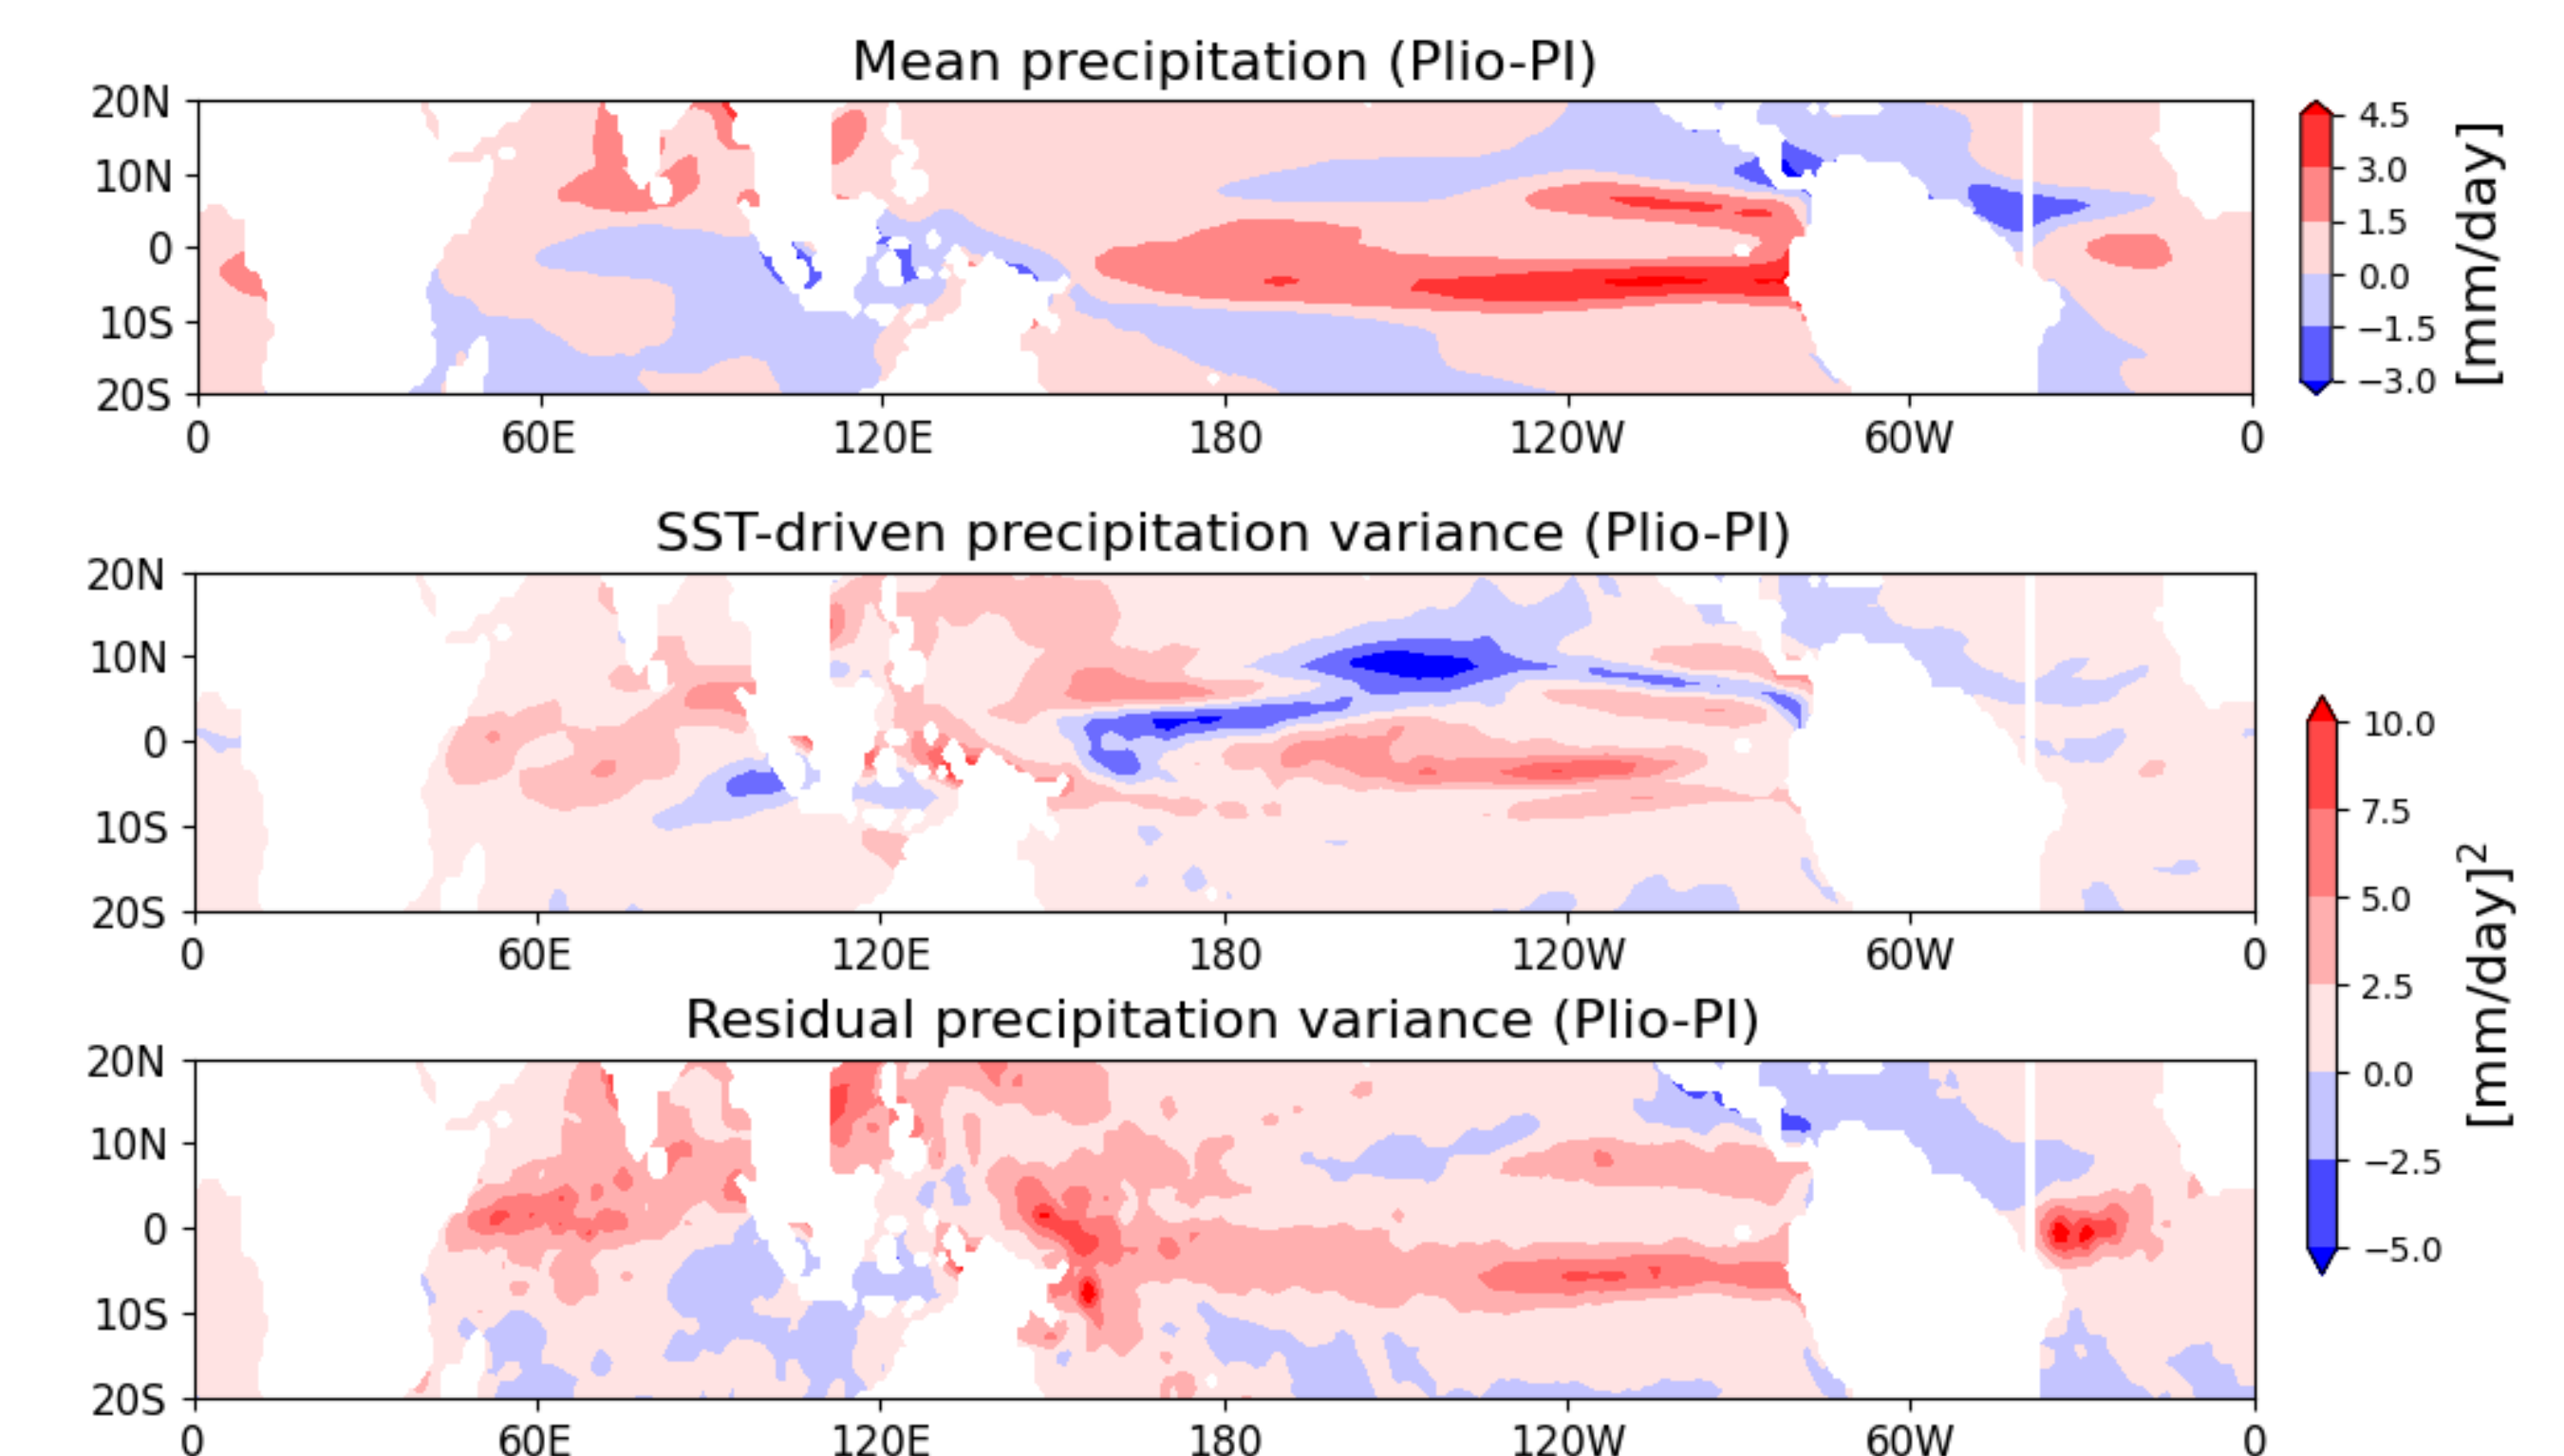 Mean precipitation (Plio-PI)
20N
10N
0
10S
20S
0 60E 120E 180 120W 60W 0
4.5
3.0
1.5
0.0
−1.5
−3.0
[mm/day]
SST-driven precipitation variance (Plio-PI)
20N
10N
0
10S
20S
0 60E 120E 180 120W 60W 0
Residual precipitation variance (Plio-PI)
20N
10N
0
10S
20S
0 60E 120E 180 120W 60W 0
10.0
7.5
5.0
2.5
0.0
−2.5
−5.0
[mm/day]²